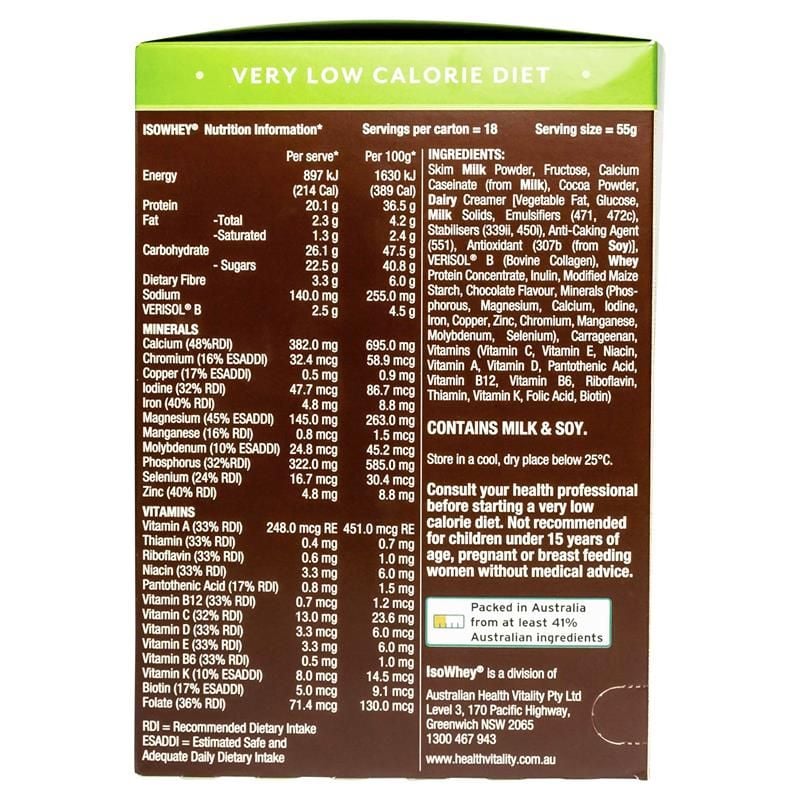 • VERY LOW CALORIE DIET •
ISOWHEY® Nutrition Information* Servings per carton = 18 Serving size = 55g
Per serve* Per 100g*
Energy 897 kJ 1630 kJ
(214 Cal) (389 Cal)
Protein 20.1 g 36.5 g
Fat -Total 2.3 g 4.2 g
-Saturated 1.3 g 2.4 g
Carbohydrate 26.1 g 47.5 g
- Sugars 22.5 g 40.8 g
Dietary Fibre 3.3 g 6.0 g
Sodium 140.0 mg 255.0 mg
VERISOL® B 2.5 g 4.5 g
MINERALS
Calcium (48%RDI) 382.0 mg 695.0 mg
Chromium (16% ESADDI) 32.4 mcg 58.9 mcg
Copper (17% ESADDI) 0.5 mg 0.9 mg
Iodine (32% RDI) 47.7 mcg 86.7 mcg
Iron (40% RDI) 4.8 mg 8.8 mg
Magnesium (45% ESADDI) 145.0 mg 263.0 mg
Manganese (16% RDI) 0.8 mcg 1.5 mcg
Molybdenum (10% ESADDI) 24.8 mcg 45.2 mcg
Phosphorus (32%RDI) 322.0 mg 585.0 mg
Selenium (24% RDI) 16.7 mcg 30.4 mcg
Zinc (40% RDI) 4.8 mg 8.8 mg
VITAMINS
Vitamin A (33% RDI) 248.0 mcg RE 451.0 mcg RE
Thiamin (33% RDI) 0.4 mg 0.7 mg
Riboflavin (33% RDI) 0.6 mg 1.0 mg
Niacin (33% RDI) 3.3 mg 6.0 mg
Pantothenic Acid (17% RDI) 0.8 mg 1.5 mg
Vitamin B12 (33% RDI) 0.7 mcg 1.2 mcg
Vitamin C (32% RDI) 13.0 mg 23.6 mg
Vitamin D (33% RDI) 3.3 mcg 6.0 mcg
Vitamin E (33% RDI) 3.3 mg 6.0 mg
Vitamin B6 (33% RDI) 0.5 mg 1.0 mg
Vitamin K (10% ESADDI) 8.0 mcg 14.5 mcg
Biotin (17% ESADDI) 5.0 mcg 9.1 mcg
Folate (36% RDI) 71.4 mcg 130.0 mcg
RDI = Recommended Dietary Intake
ESADDI = Estimated Safe and
Adequate Daily Dietary Intake
INGREDIENTS:
Skim Milk Powder, Fructose, Calcium
Caseinate (from Milk), Cocoa Powder,
Dairy Creamer [Vegetable Fat, Glucose,
Milk Solids, Emulsifiers (471, 472c),
Stabilisers (339ii, 450i), Anti-Caking Agent
(551), Antioxidant (307b (from Soy)],
VERISOL® B (Bovine Collagen), Whey
Protein Concentrate, Inulin, Modified Maize
Starch, Chocolate Flavour, Minerals (Phos-
phorous, Magnesium, Calcium, Iodine,
Iron, Copper, Zinc, Chromium, Manganese,
Molybdenum, Selenium), Carrageenan,
Vitamins (Vitamin C, Vitamin E, Niacin,
Vitamin A, Vitamin D, Pantothenic Acid,
Vitamin B12, Vitamin B6, Riboflavin,
Thiamin, Vitamin K, Folic Acid, Biotin)
CONTAINS MILK & SOY.
Store in a cool, dry place below 25°C.
Consult your health professional
before starting a very low
calorie diet. Not recommended
for children under 15 years of
age, pregnant or breast feeding
women without medical advice.
Packed in Australia
from at least 41%
Australian ingredients
IsoWhey® is a division of
Australian Health Vitality Pty Ltd
Level 3, 170 Pacific Highway,
Greenwich NSW 2065
1300 467 943
www.healthvitality.com.au